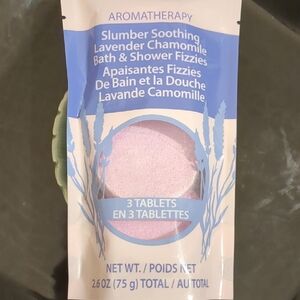 AROMATHERAPY
Slumber Soothing
Lavender Chamomile
Bath & Shower Fizzies
Apaisantes Fizzies
De Bain et la Douche
Lavande Camomille
3 TABLETS
EN 3 TABLETTES
NET WT. / POIDS NET
2.6 OZ (75 g) TOTAL / AU TOTAL